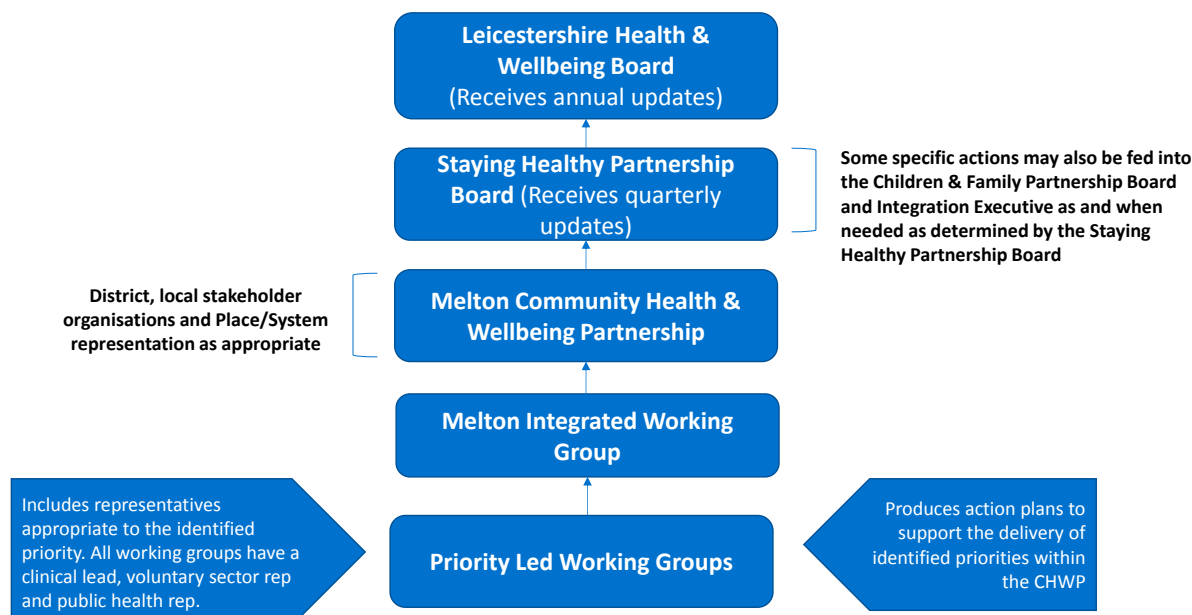 Leicestershire Health &
Wellbeing Board
(Receives annual updates)
Staying Healthy Partnership
Board (Receives quarterly
updates)
Some specific actions may also be fed into
the Children & Family Partnership Board
and Integration Executive as and when
needed as determined by the Staying
Healthy Partnership Board
District, local stakeholder
organisations and Place/System
representation as appropriate
Melton Community Health &
Wellbeing Partnership
Melton Integrated Working
Group
Includes representatives
appropriate to the identified
priority. All working groups have a
clinical lead, voluntary sector rep
and public health rep.
Priority Led Working Groups
Produces action plans to
support the delivery of
identified priorities within
the CHWP